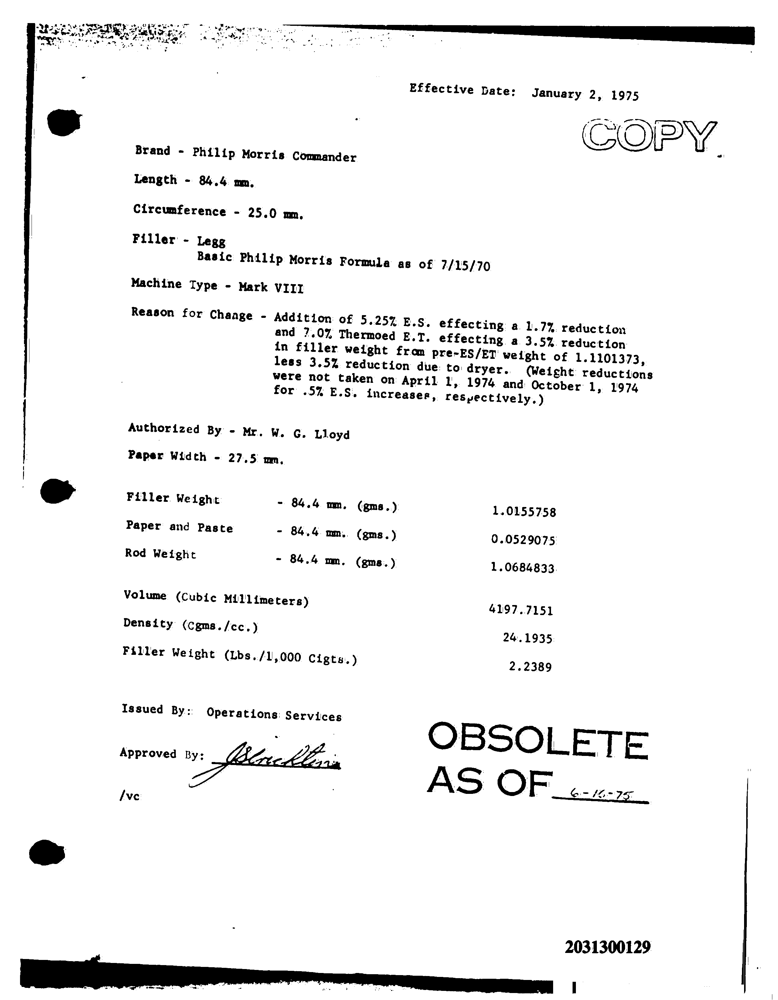 Effective Date: January 2, 1975
COPY
Brand - Philip Morris Commander
Length - 84.4 mm.
Circumference - 25.0 mm.
Filler - Legg
Basic Philip Morris Formula as of 7/15/70
Machine Type - Mark VIII
Reason for Change - Addition of 5.25% E.S. effecting a 1.7% reduction
and 7.0% Thermoed E.T. effecting a 3.5% reduction
in filler weight from pre-ES/ET weight of 1.1101373,
less 3.5% reduction due to dryer. (Weight reductions
were not taken on April 1, 1974 and October 1, 1974
for .5% E.S. increases, respectively.)
Authorized By - Mr. W. G. Lloyd
Paper Width - 27.5 mm.
Filler Weight - 84.4 mm. (gms.) 1.0155758
Paper and Paste - 84.4 mm. (gms.) 0.0529075
Rod Weight - 84.4 mm. (gms.) 1.0684833
Volume (Cubic Millimeters) 4197.7151
Density (Cgms./cc.) 24.1935
Filler Weight (Lbs./1,000 Cigts.) 2.2389
Issued By: Operations Services
Approved By:
/vc
OBSOLETE
AS OF 6-16-75
2031300129